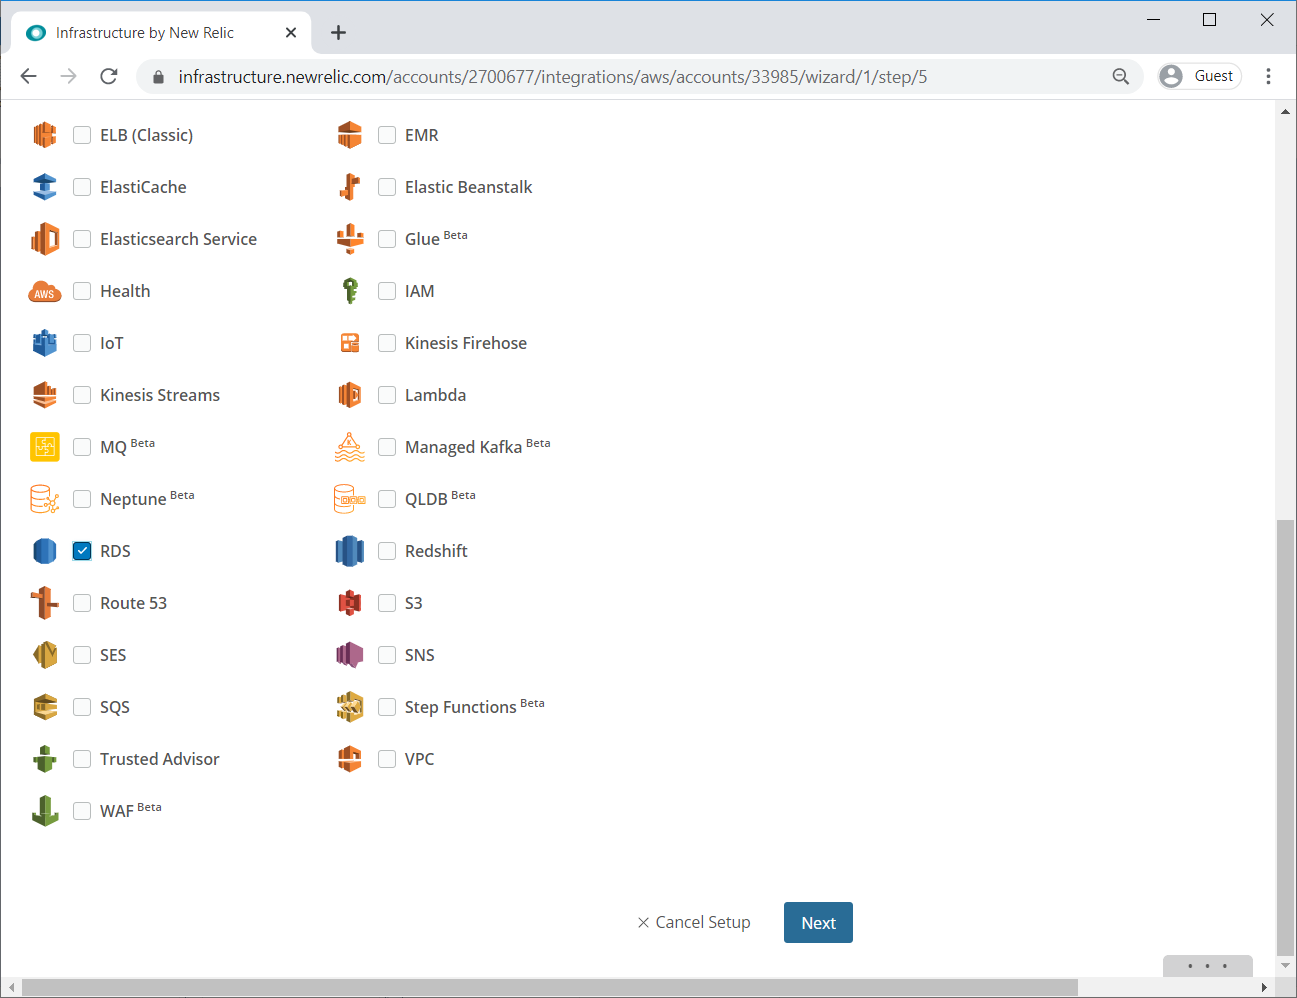 Infrastructure by New Relic
infrastructure.newrelic.com/accounts/2700677/integrations/aws/accounts/33985/wizard/1/step/5
Guest
ELB (Classic)
EMR
ElastiCache
Elastic Beanstalk
Elasticsearch Service
Glue Beta
AWS
Health
IAM
IoT
Kinesis Firehose
Kinesis Streams
Lambda
MQ Beta
Managed Kafka Beta
Neptune Beta
QLDB Beta
RDS
Redshift
Route 53
S3
SES
SNS
SQS
Step Functions Beta
Trusted Advisor
VPC
WAF Beta
Cancel Setup
Next